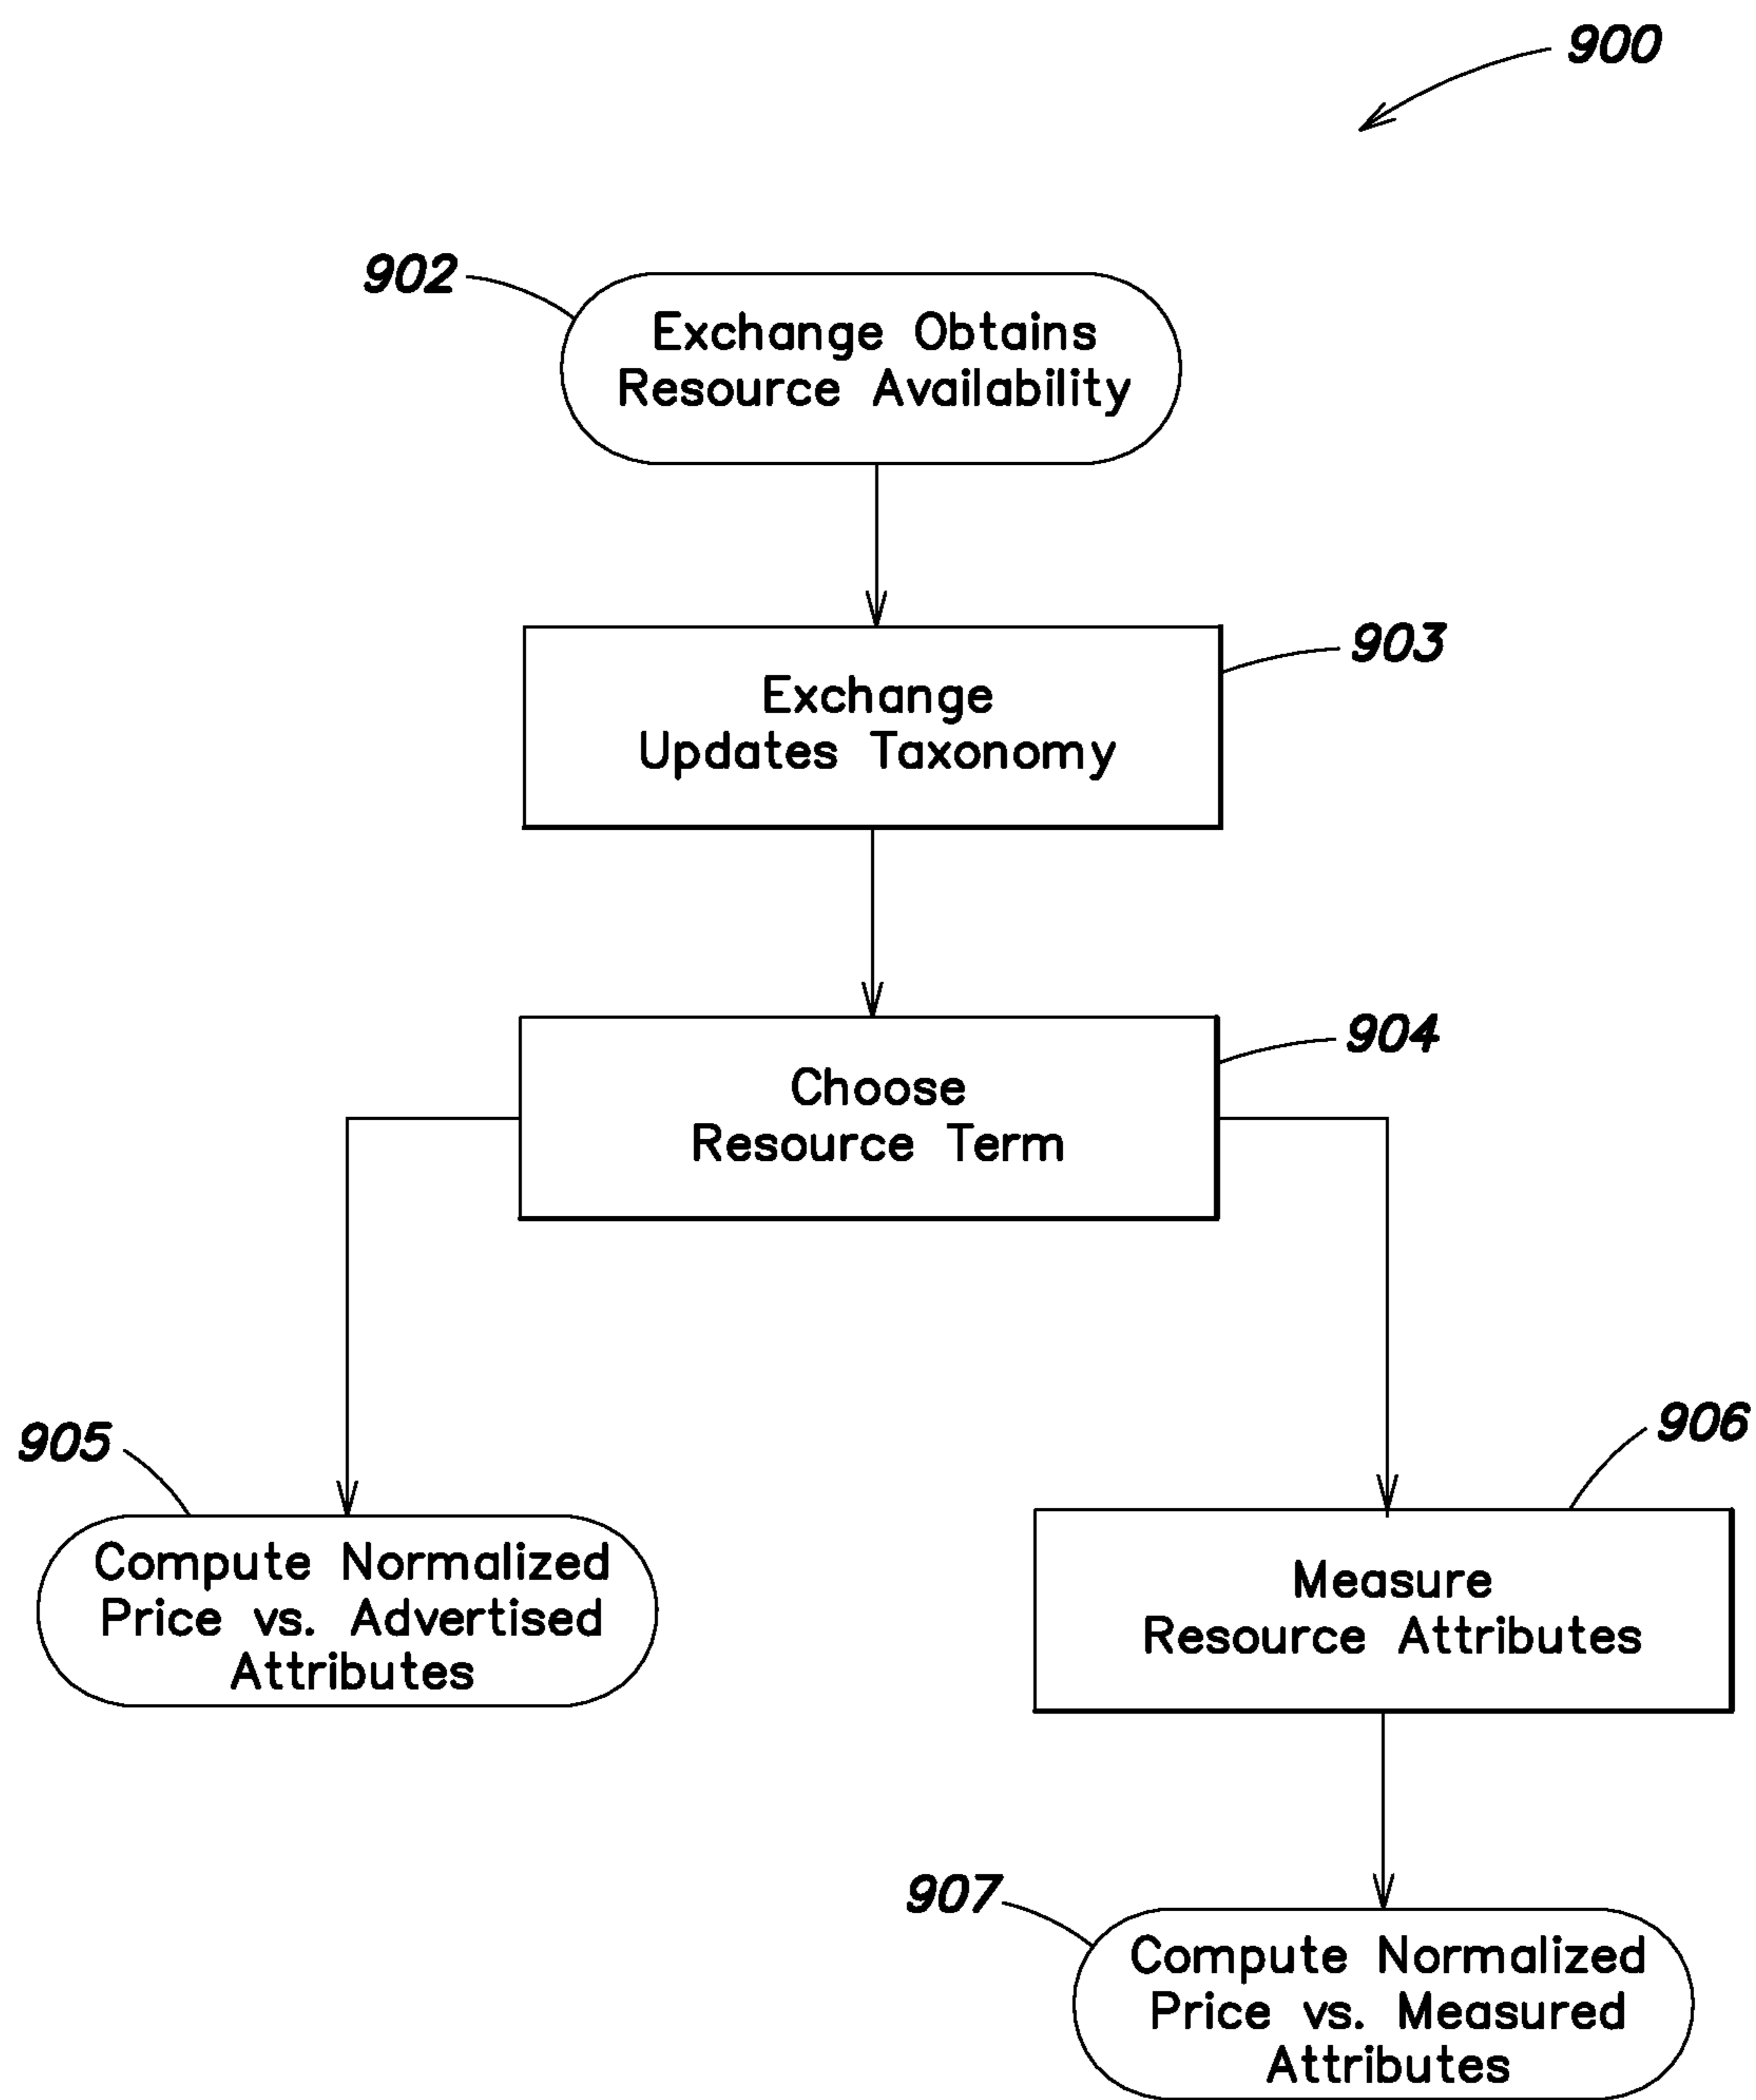 900
902
Exchange Obtains
Resource Availability
903
Exchange
Updates Taxonomy
904
Choose
Resource Term
905
Compute Normalized
Price vs. Advertised
Attributes
906
Measure
Resource Attributes
907
Compute Normalized
Price vs. Measured
Attributes